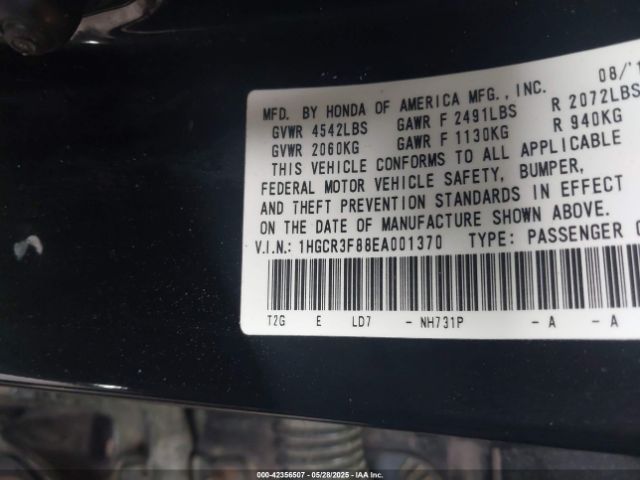 08/'1
MFD. BY HONDA OF AMERICA MFG., INC.
GVWR 4542LBS GAWR F 2491LBS R 2072LBS
GVWR 2060KG GAWR F 1130KG R 940KG
THIS VEHICLE CONFORMS TO ALL APPLICABLE
FEDERAL MOTOR VEHICLE SAFETY, BUMPER,
AND THEFT PREVENTION STANDARDS IN EFFECT
ON THE DATE OF MANUFACTURE SHOWN ABOVE.
V.I.N.: 1HGCR3F88EA001370 TYPE: PASSENGER
T2G E LD7 - NH731P - A - A
000-42356507 - 05/28/2025 - IAA Inc.